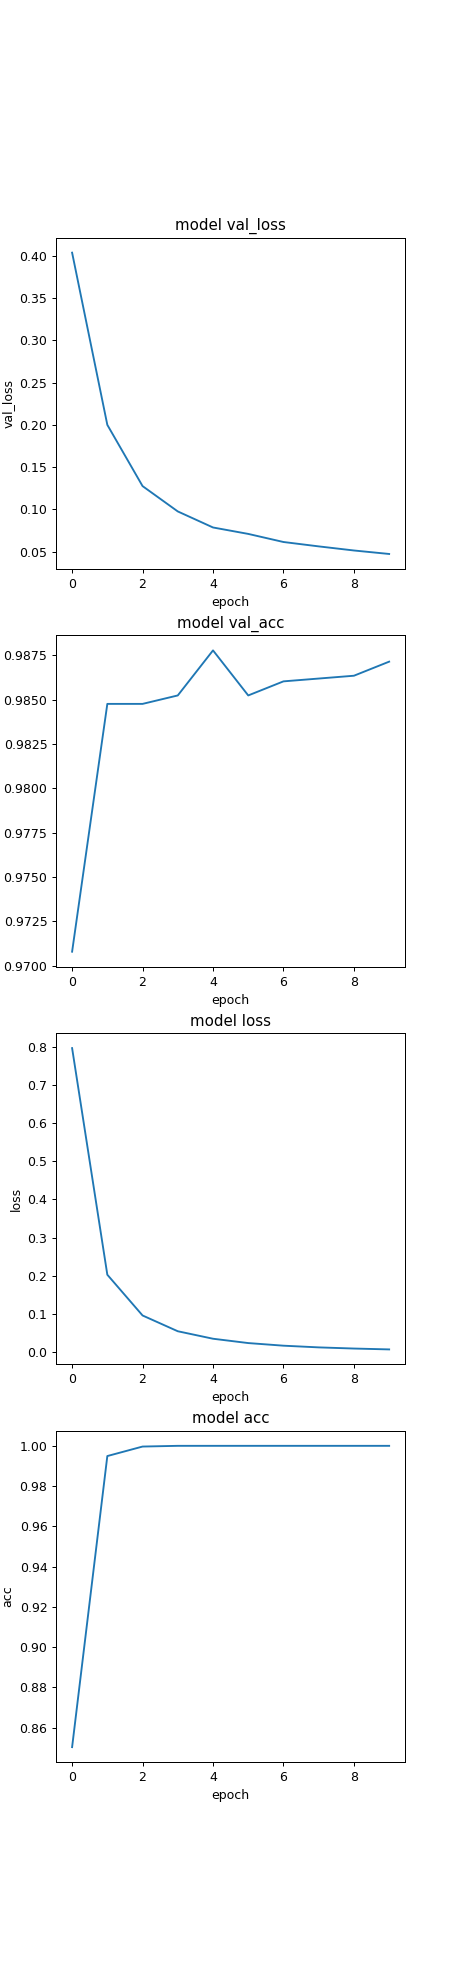 model val_loss
0.40
0.35
0.30
0.25
0.20
0.15
0.10
0.05
val_loss
0 2 4 6 8
epoch
model val_acc
0.9875
0.9850
0.9825
0.9800
0.9775
0.9750
0.9725
0.9700
0 2 4 6 8
epoch
model loss
0.8
0.7
0.6
0.5
0.4
0.3
0.2
0.1
0.0
loss
0 2 4 6 8
epoch
model acc
1.00
0.98
0.96
0.94
0.92
0.90
0.88
0.86
acc
0 2 4 6 8
epoch